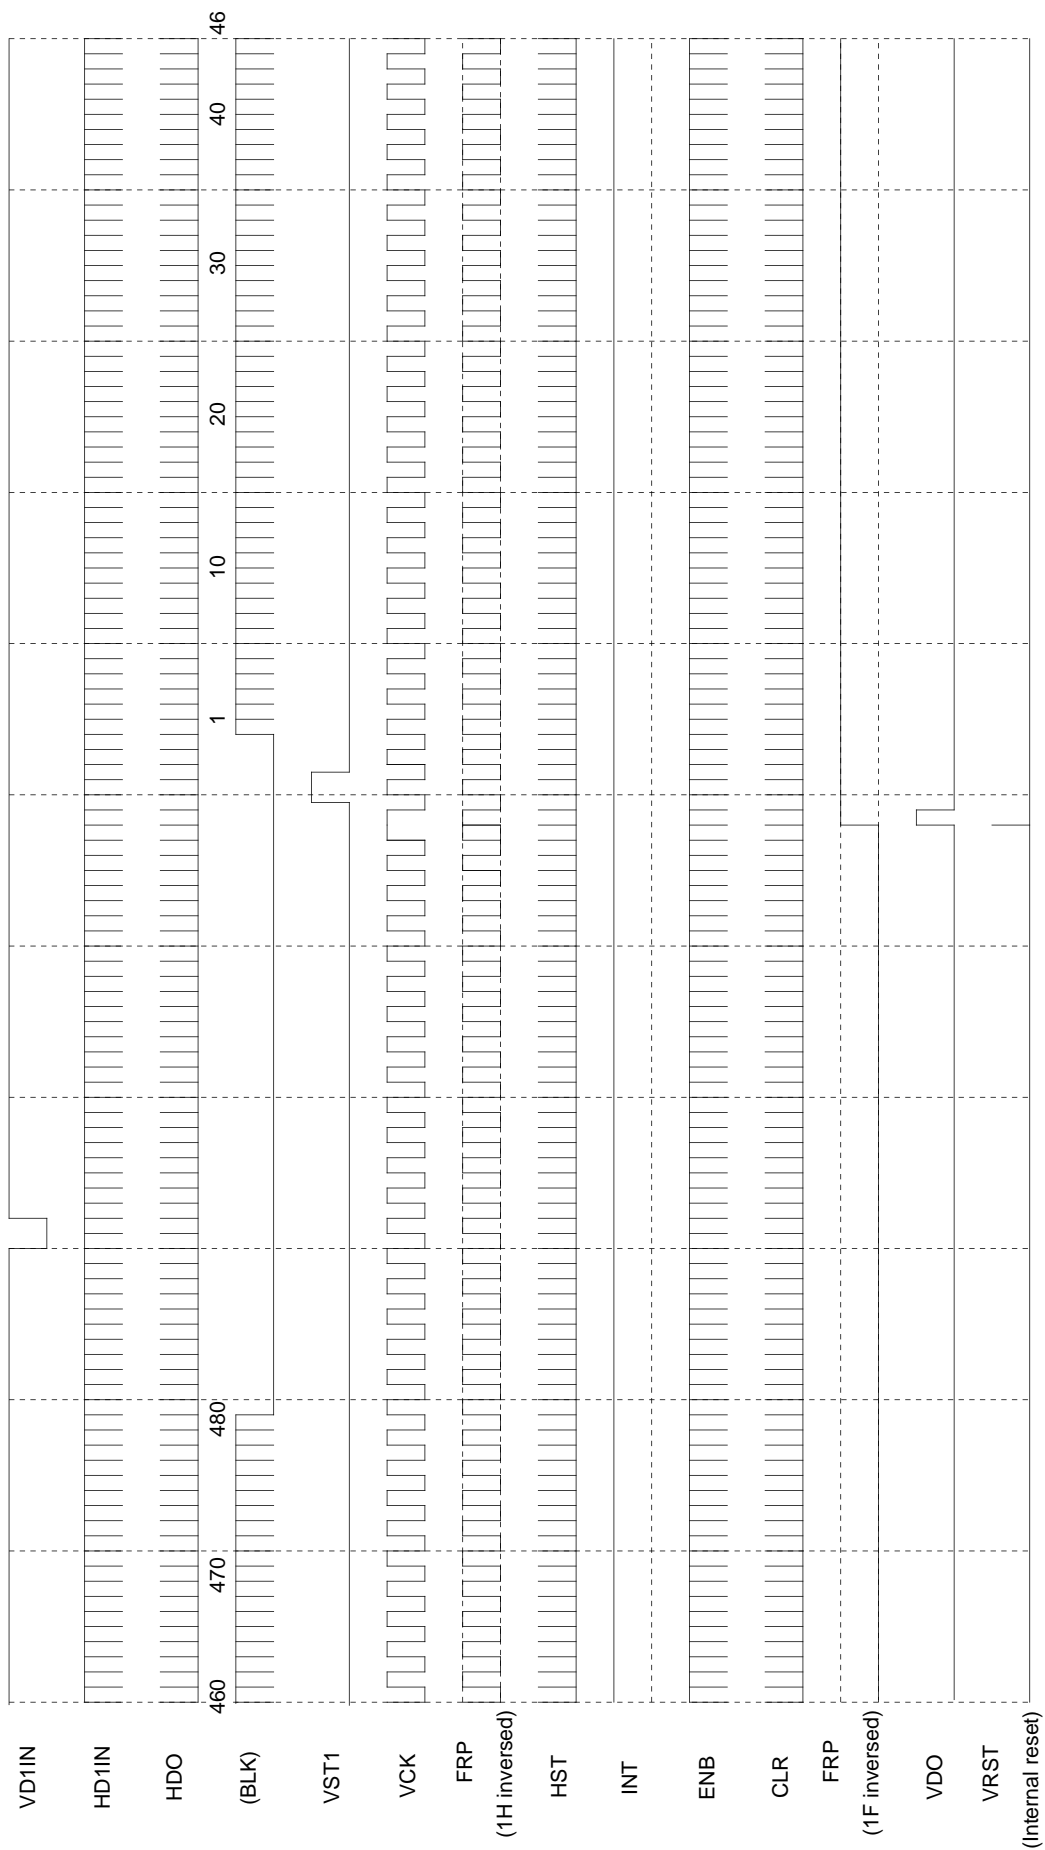 VD1IN
HD1IN
HDO
460 470 480 1 10 20 30 40 46
(BLK)
VST1
VCK
FRP
(1H inversed)
HST
INT
ENB
CLR
FRP
(1F inversed)
VDO
VRST
(Internal reset)